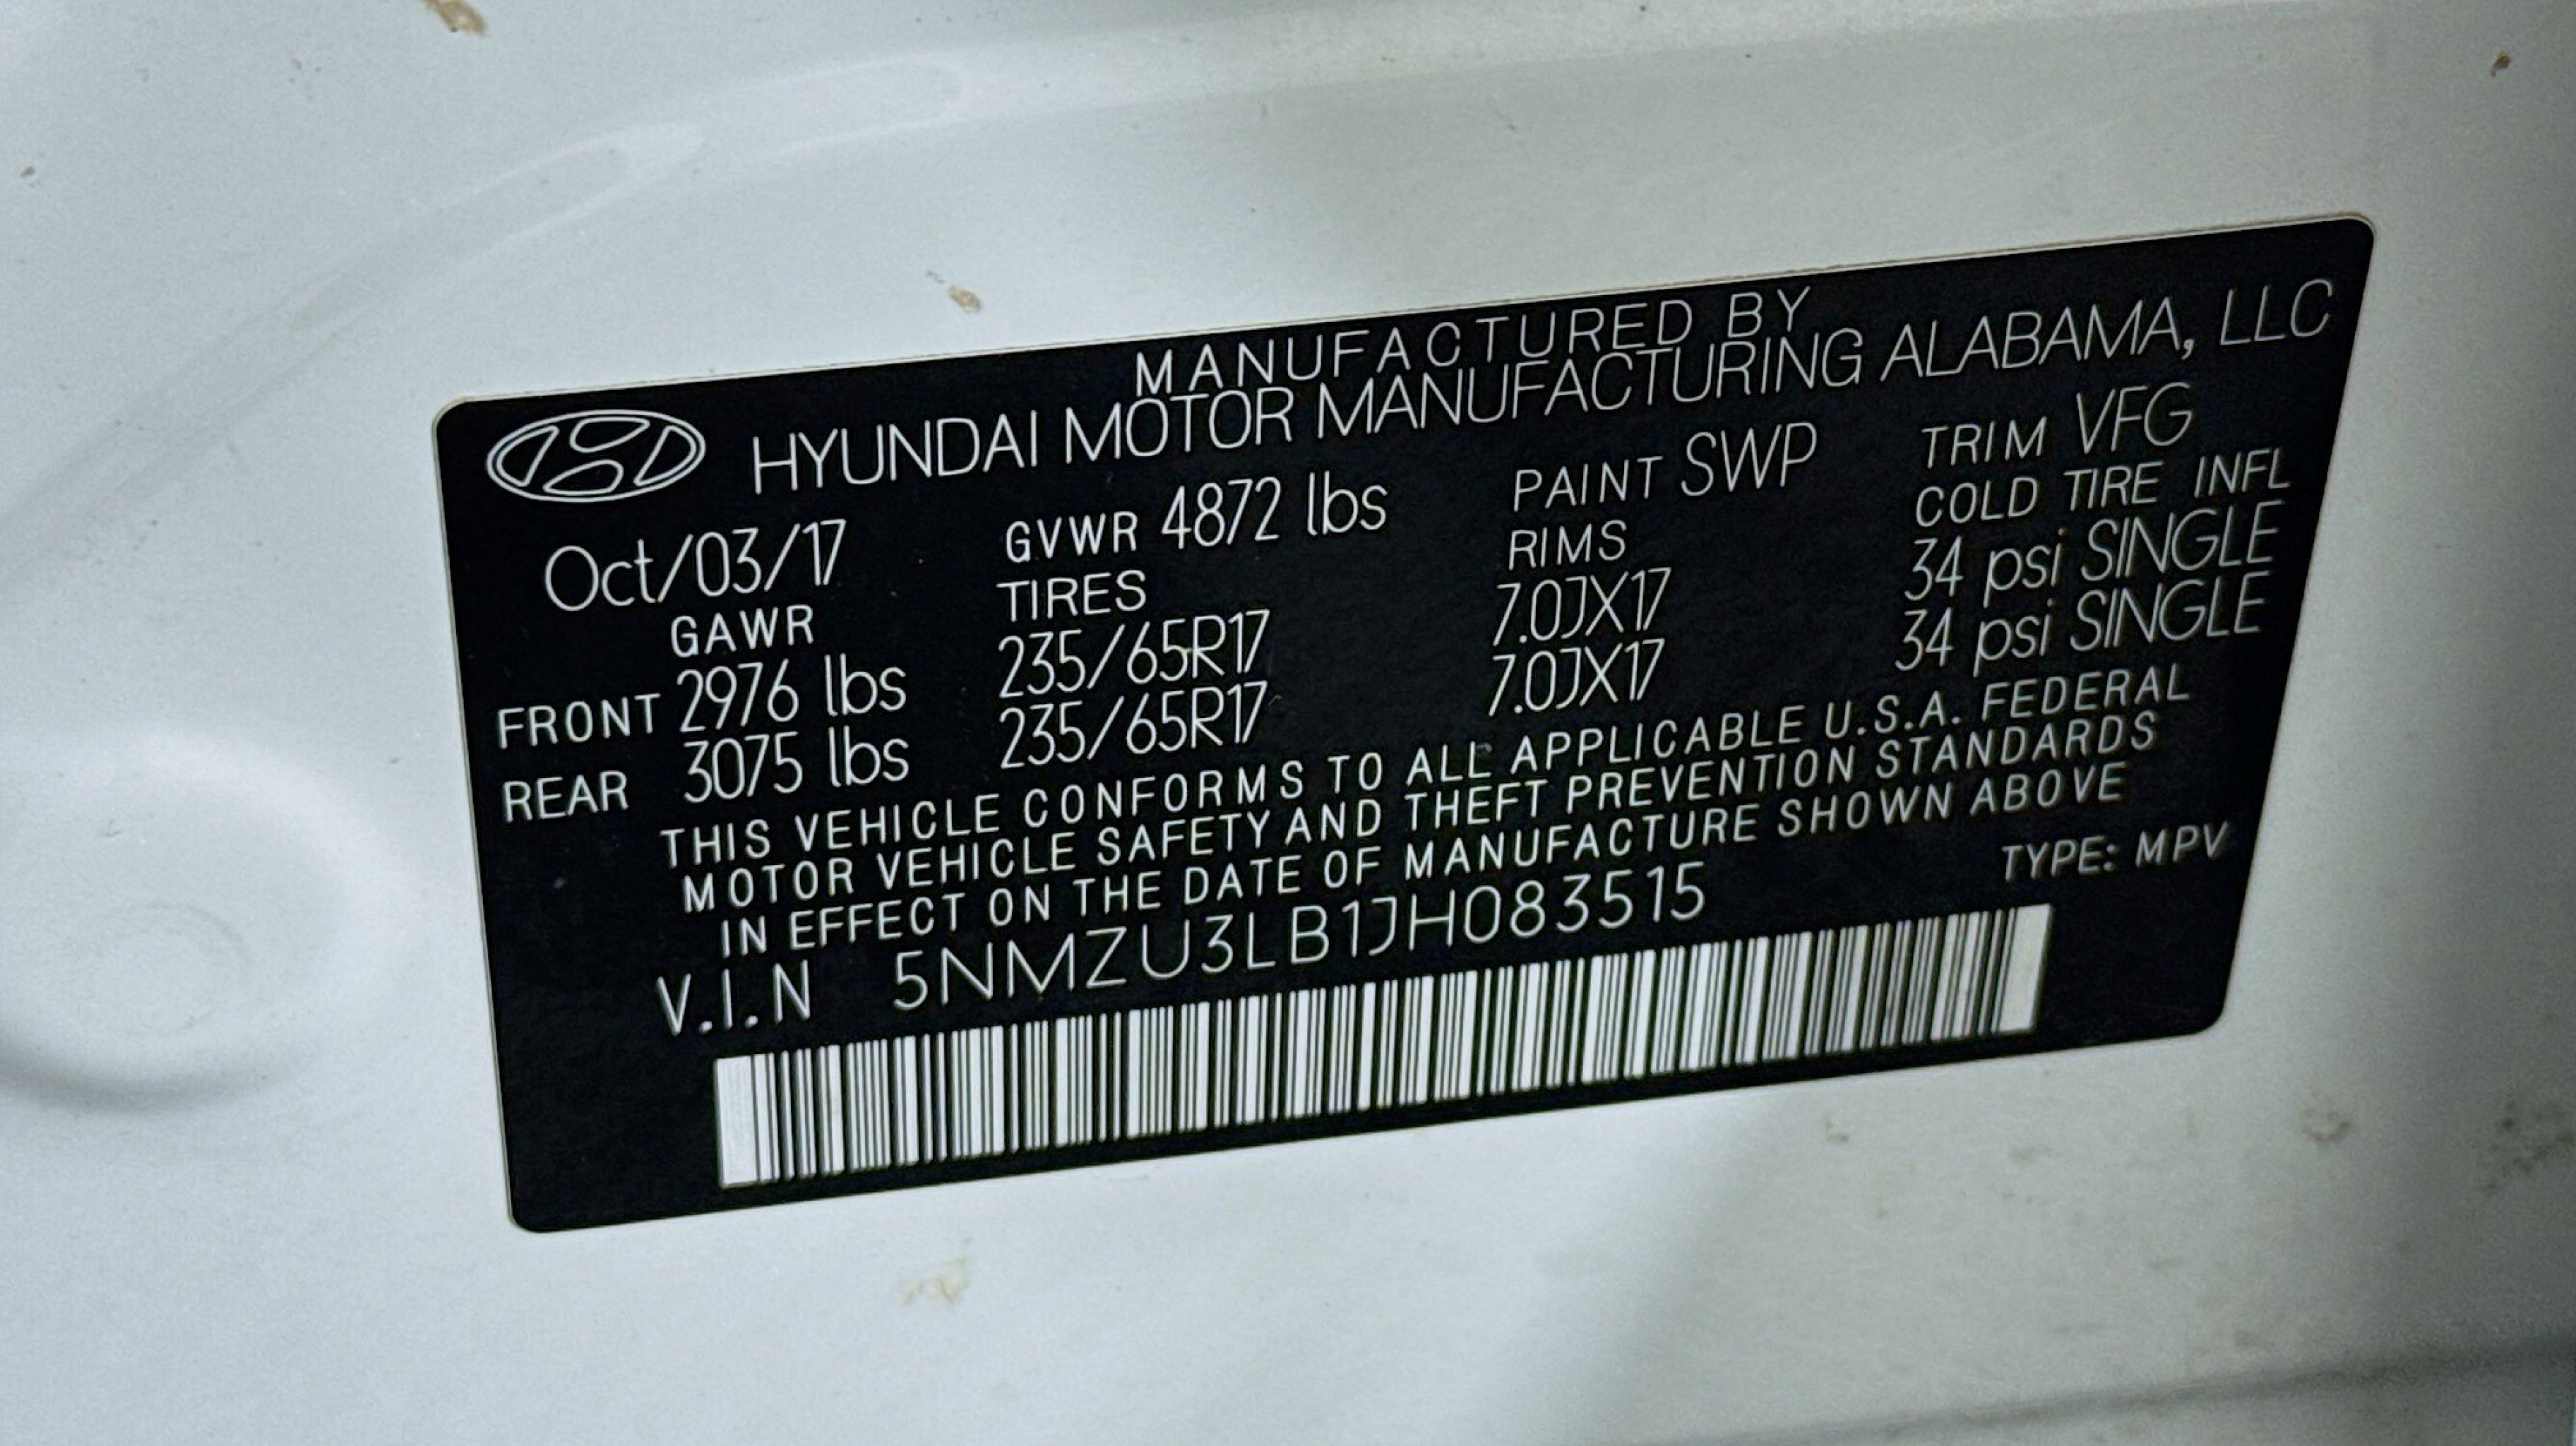 MANUFACTURED BY
HYUNDAI MOTOR MANUFACTURING ALABAMA, LLC
Oct/03/17 GVWR 4872 lbs PAINT SWP TRIM VFG
GAWR TIRES RIMS COLD TIRE INFL
FRONT 2976 lbs 235/65R17 7.0JX17 34 psi SINGLE
REAR 3075 lbs 235/65R17 7.0JX17 34 psi SINGLE
THIS VEHICLE CONFORMS TO ALL APPLICABLE U.S.A. FEDERAL
MOTOR VEHICLE SAFETY AND THEFT PREVENTION STANDARDS
IN EFFECT ON THE DATE OF MANUFACTURE SHOWN ABOVE
V.I.N 5NMZU3LB1JH083515 TYPE: MPV